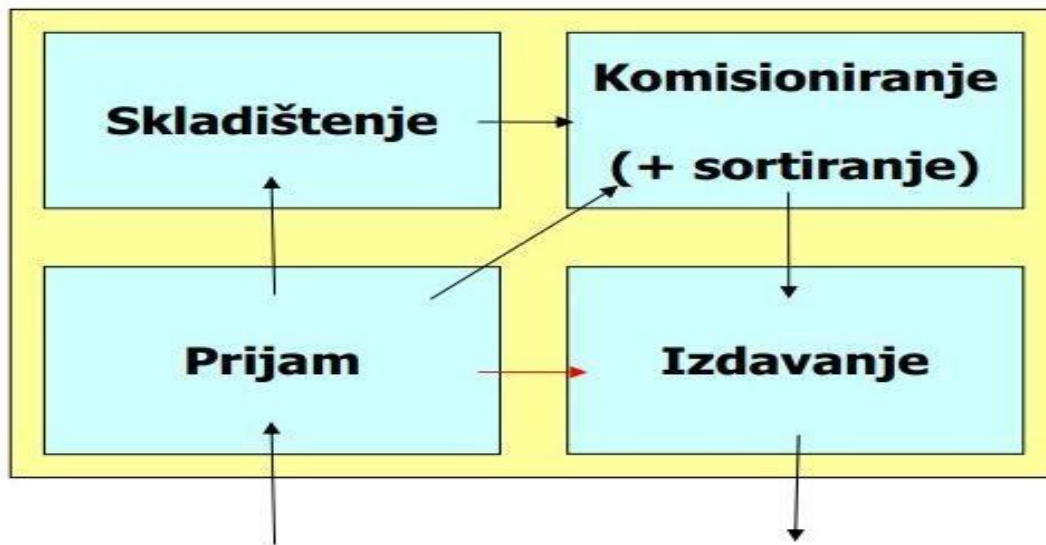 Skladištenje
Komisioniranje
(+ sortiranje)
Prijam
Izdavanje